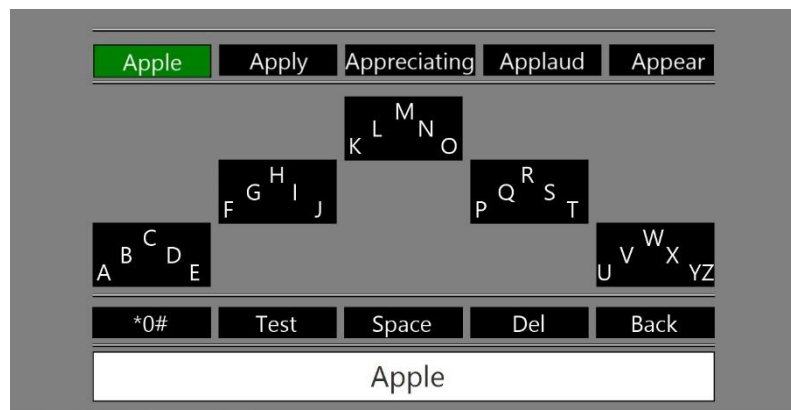 Apple Apply Appreciating Applaud Appear
K L M N O
F G H I J
P Q R S T
A B C D E
U V W X YZ
*0# Test Space Del Back
Apple